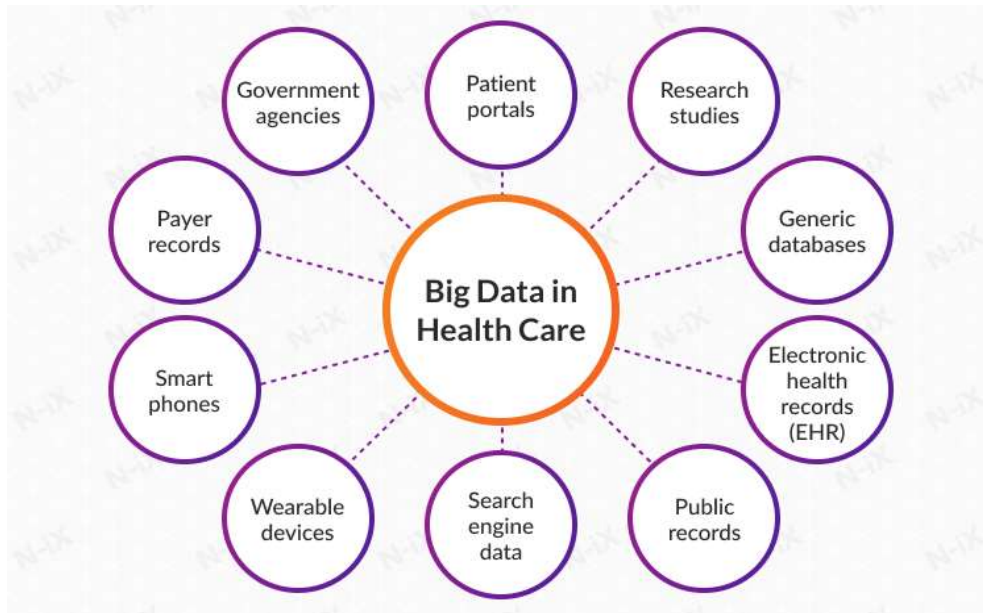 Government
agencies
Patient
portals
Research
studies
Payer
records
Generic
databases
Big Data in
Health Care
Smart
phones
Electronic
health
records
(EHR)
Wearable
devices
Search
engine
data
Public
records
N-iX